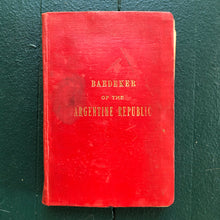 BAEDEKER
OF THE
ARGENTINE REPUBLIC